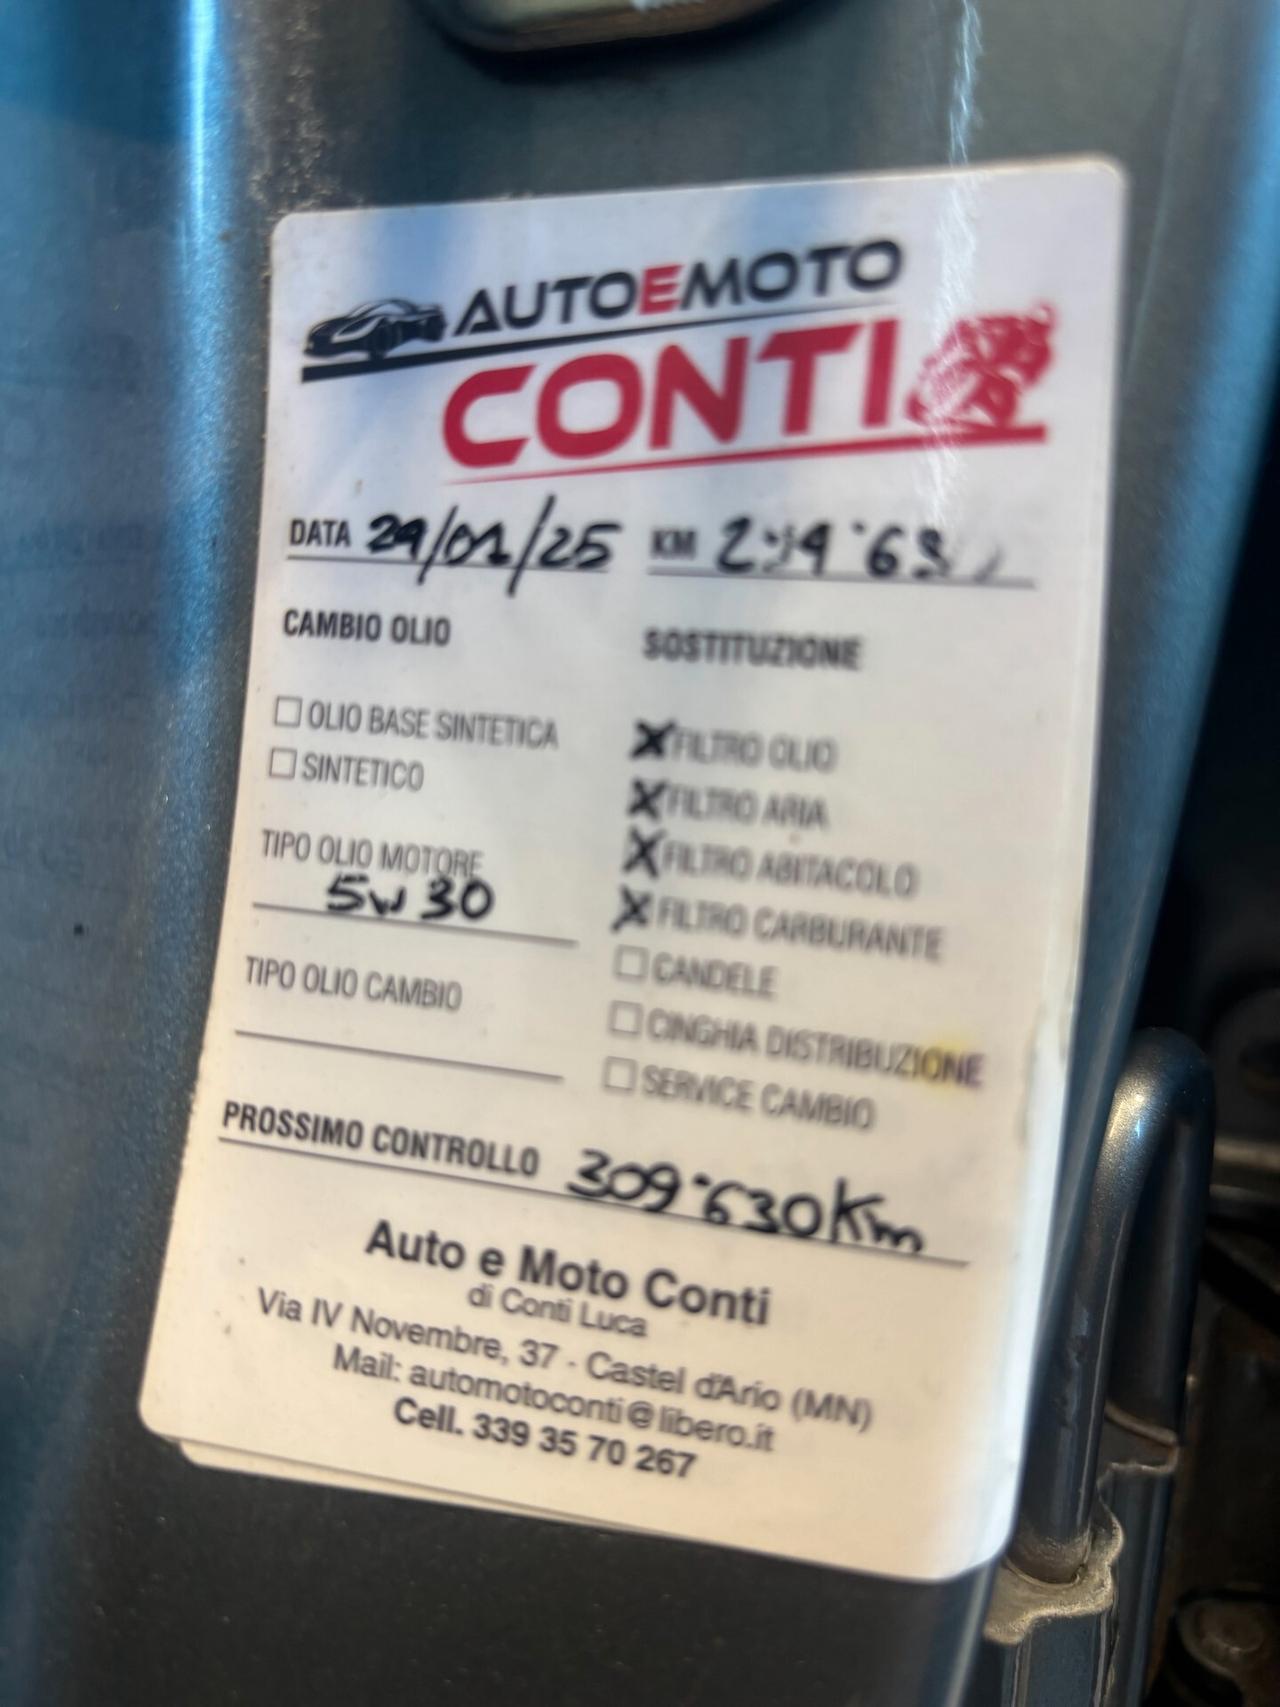 AUTOEMOTO
CONTI
DATA 29/01/25 KM
CAMBIO OLIO
SOSTITUZIONE
OLIO BASE SINTETICA
SINTETICO
TIPO OLIO MOTORE
5W30
TIPO OLIO CAMBIO
FILTRO OLIO
FILTRO ARIA
FILTRO ABITACOLO
FILTRO CARBURANTE
CANDELE
CINGHIA DISTRIBUZIONE
SERVICE CAMBIO
PROSSIMO CONTROLLO 309.630Km
Auto e Moto Conti
di Conti Luca
Via IV Novembre, 37 - Castel d'Ario (MN)
Mail: automotoconti@libero.it
Cell. 339 35 70 267